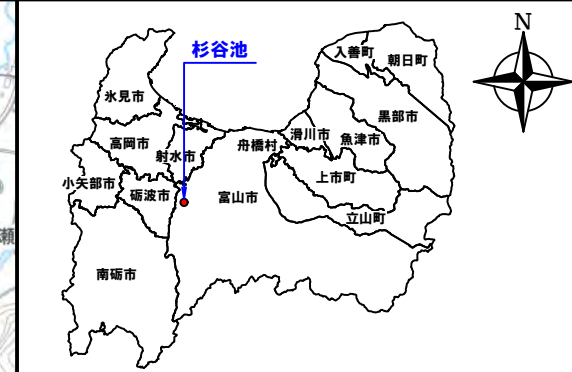 杉谷池
N
入善町
朝日町
氷見市
黒部市
高岡市
射水市
舟橋村
滑川市
魚津市
小矢部市
砺波市
富山市
上市町
立山町
南砺市
瀬